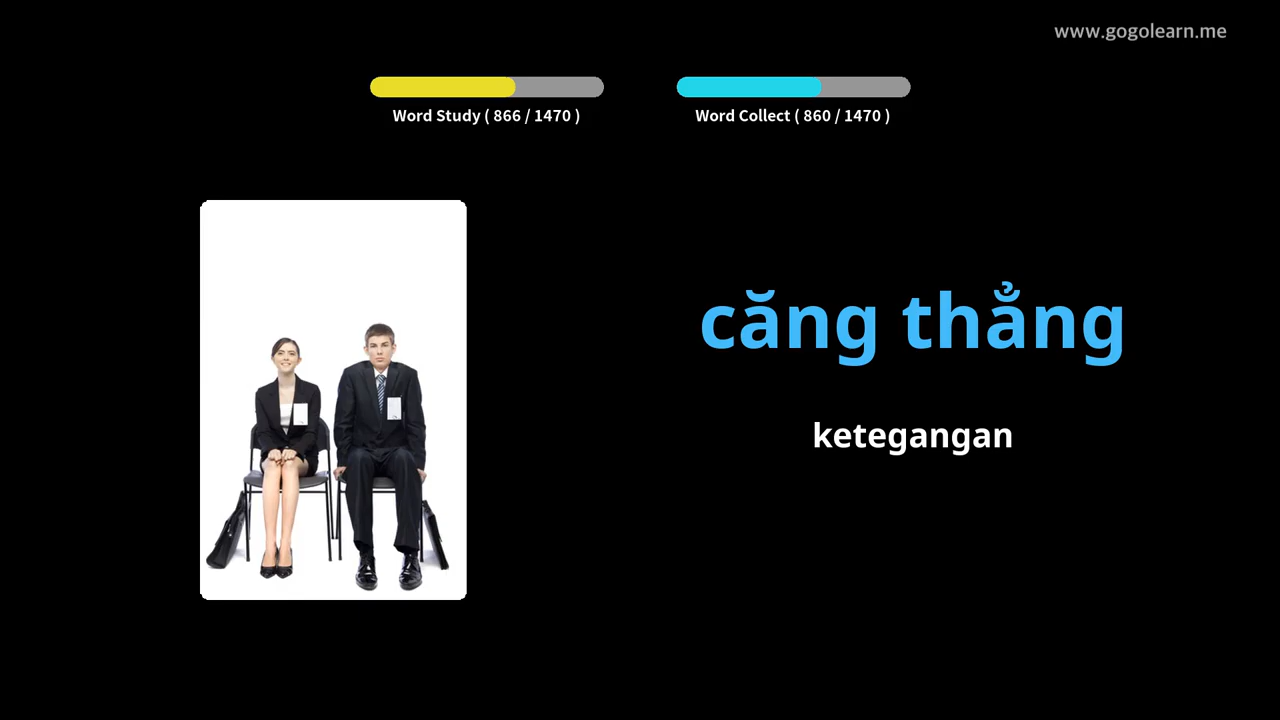 www.gogolearn.me
Word Study ( 866 / 1470 )
Word Collect ( 860 / 1470 )
căng thẳng
ketegangan